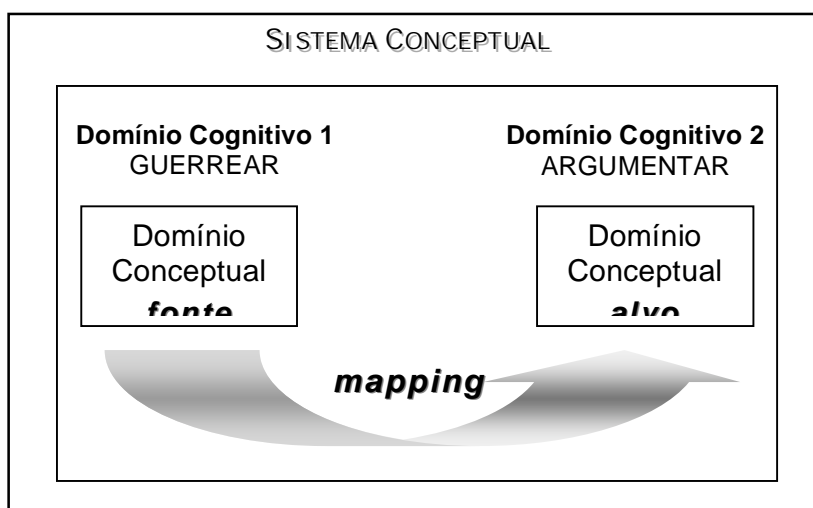 SISTEMA CONCEPTUAL
Domínio Cognitivo 1
GUERREAR
Domínio Cognitivo 2
ARGUMENTAR
Domínio
Conceptual
fonte
Domínio
Conceptual
alvo
mapping